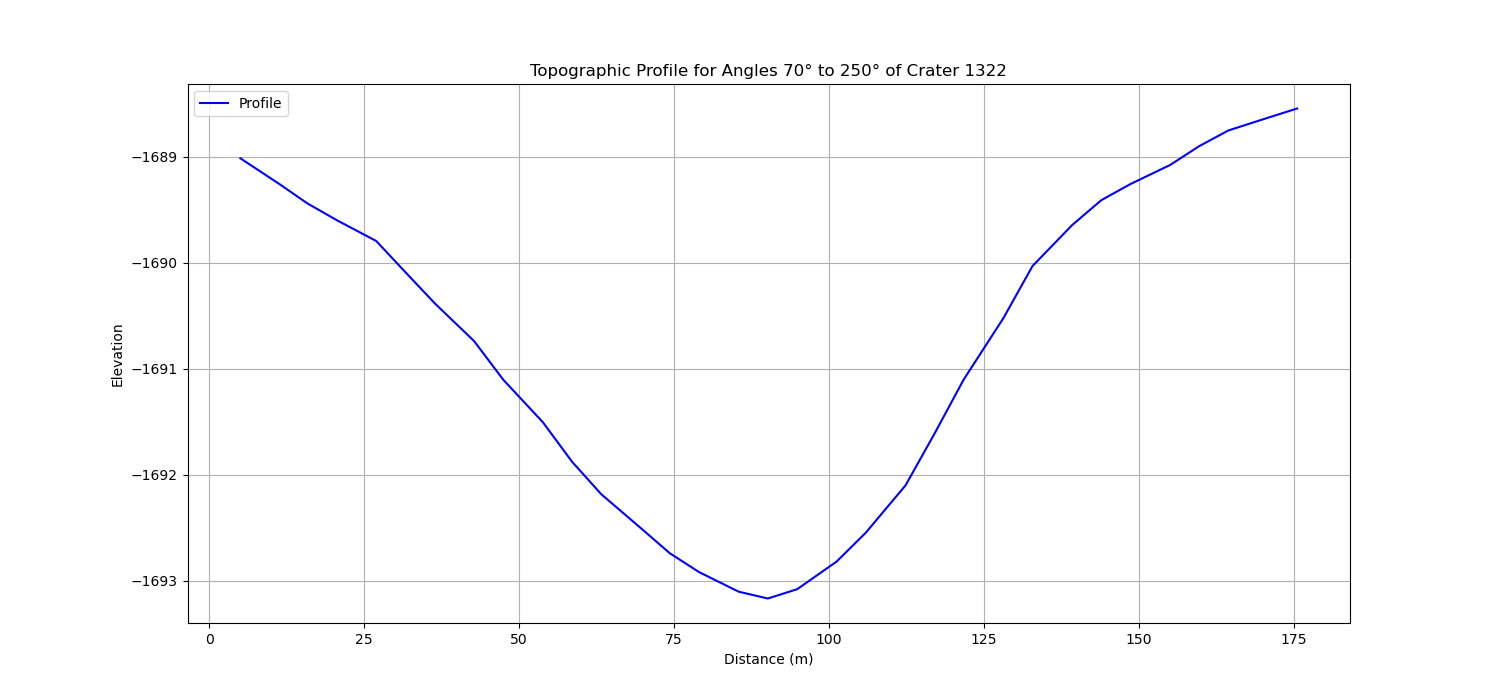 Topographic Profile for Angles 70° to 250° of Crater 1322
Profile
Elevation
−1689
−1690
−1691
−1692
−1693
0 25 50 75 100 125 150 175
Distance (m)